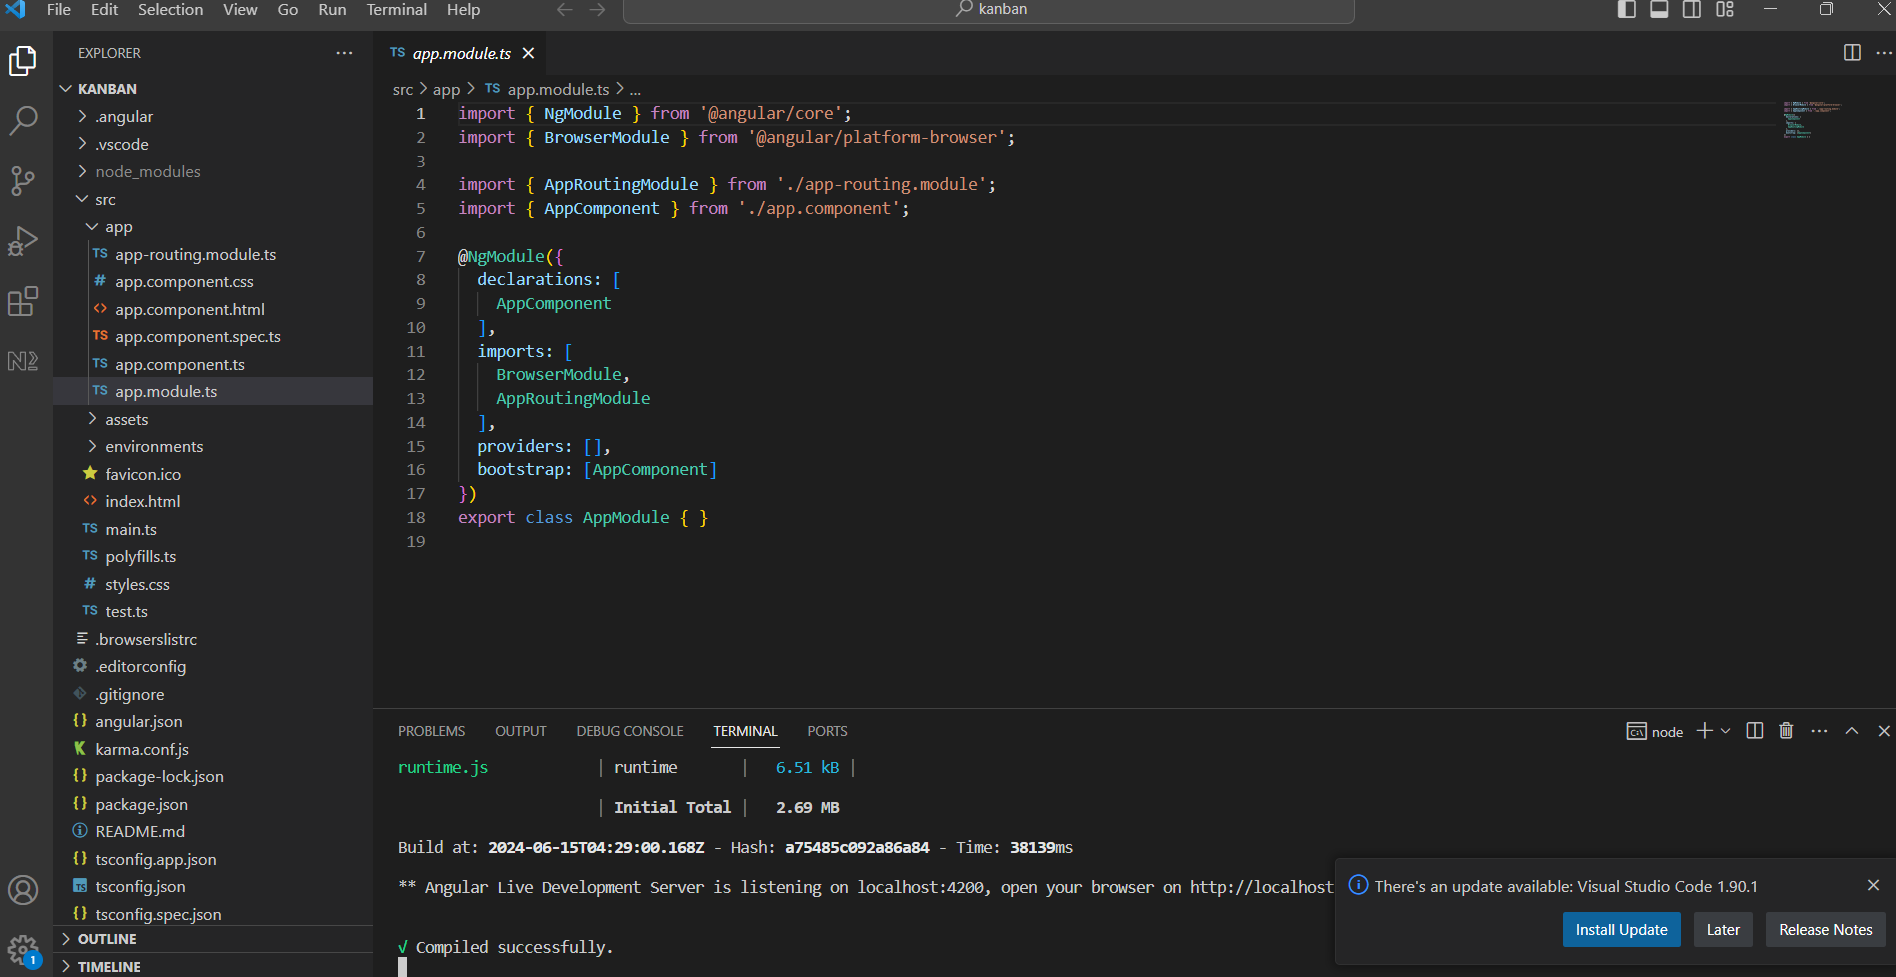 File Edit Selection View Go Run Terminal Help
kanban
EXPLORER
KANBAN
.angular
.vscode
node_modules
src
app
TS app-routing.module.ts
# app.component.css
<> app.component.html
TS app.component.spec.ts
TS app.component.ts
TS app.module.ts
assets
environments
favicon.ico
<> index.html
TS main.ts
TS polyfills.ts
# styles.css
TS test.ts
.browserslistrc
.editorconfig
.gitignore
{} angular.json
K karma.conf.js
{} package-lock.json
{} package.json
README.md
{} tsconfig.app.json
TS tsconfig.json
{} tsconfig.spec.json
OUTLINE
TIMELINE
1
TS app.module.ts
src > app > TS app.module.ts > ...
1 import { NgModule } from '@angular/core';
2 import { BrowserModule } from '@angular/platform-browser';
3
4 import { AppRoutingModule } from './app-routing.module';
5 import { AppComponent } from './app.component';
6
7 @NgModule({
8 declarations: [
9 AppComponent
10 ],
11 imports: [
12 BrowserModule,
13 AppRoutingModule
14 ],
15 providers: [],
16 bootstrap: [AppComponent]
17 })
18 export class AppModule { }
19
PROBLEMS OUTPUT DEBUG CONSOLE TERMINAL PORTS
node
runtime.js | runtime | 6.51 kB |
| Initial Total | 2.69 MB
Build at: 2024-06-15T04:29:00.168Z - Hash: a75485c092a86a84 - Time: 38139ms
** Angular Live Development Server is listening on localhost:4200, open your browser on http://localhost
√ Compiled successfully.
There's an update available: Visual Studio Code 1.90.1
Install Update Later Release Notes